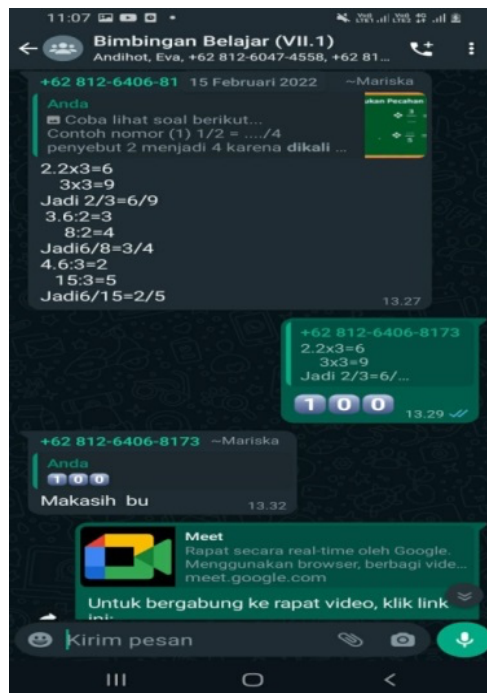 11:07
Bimbingan Belajar (VII.1)
Andihot, Eva, +62 812-6047-4558, +62 81...
+62 812-6406-81 15 Februari 2022 ~Mariska
Anda
Coba lihat soal berikut...
Contoh nomor (1) 1/2 = ..../4
penyebut 2 menjadi 4 karena dikali ...
ukan Pecahan
2.2x3=6
3x3=9
Jadi 2/3=6/9
3.6:2=3
8:2=4
Jadi6/8=3/4
4.6:3=2
15:3=5
Jadi6/15=2/5
13.27
+62 812-6406-8173
2.2x3=6
3x3=9
Jadi 2/3=6/...
100
13.29
+62 812-6406-8173 ~Mariska
Anda
100
Makasih bu
13.32
Meet
Rapat secara real-time oleh Google.
Menggunakan browser, berbagi vide...
meet.google.com
Untuk bergabung ke rapat video, klik link
ini:
Kirim pesan